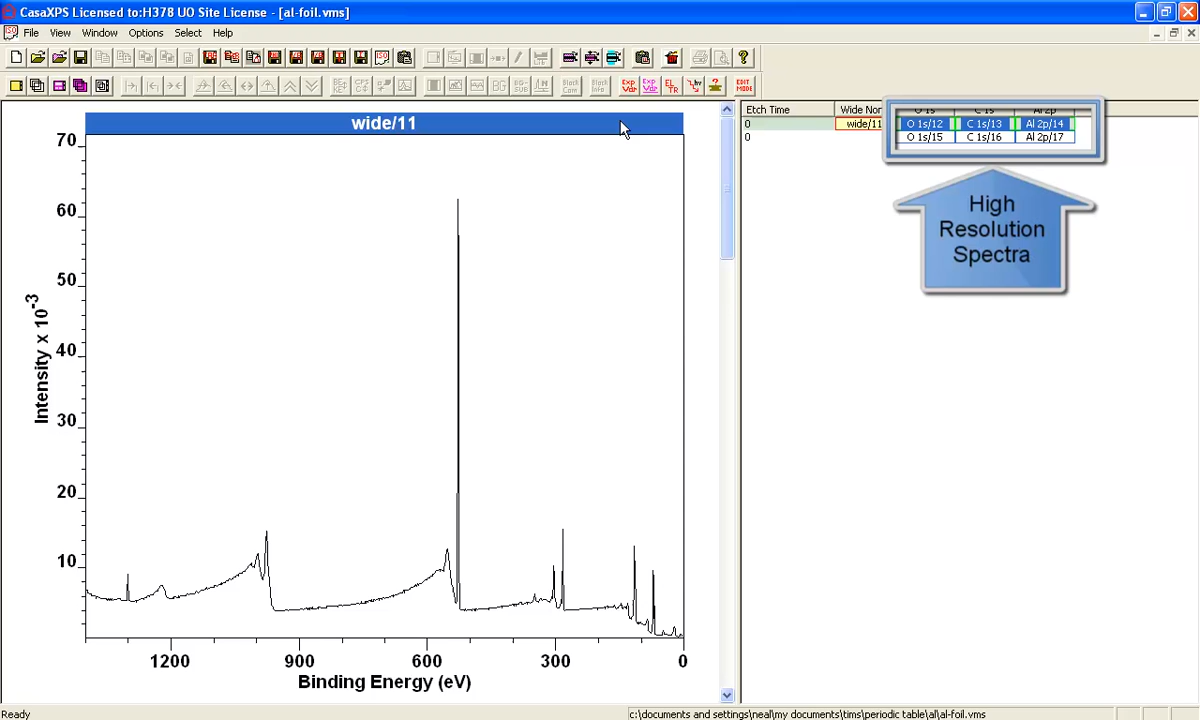 CasaXPS Licensed to:H378 UO Site License - [al-foil.vms]
File View Window Options Select Help
wide/11
70
60
50
40
30
20
10
Intensity x 10-3
1200 900 600 300 0
Binding Energy (eV)
Etch Time Wide Nor O 1s C 1s Al 2p
0 wide/11 O 1s/12 C 1s/13 Al 2p/14
0 O 1s/15 C 1s/16 Al 2p/17
High
Resolution
Spectra
Ready c:\documents and settings\neal\my documents\tims\periodic table\al\al-foil.vms